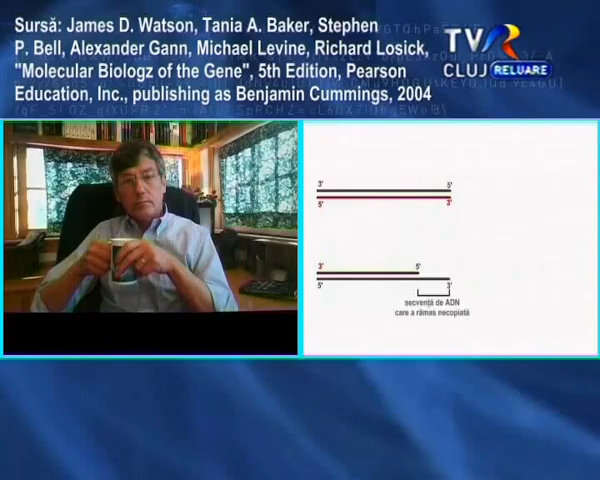 Sursă: James D. Watson, Tania A. Baker, Stephen
P. Bell, Alexander Gann, Michael Levine, Richard Losick,
"Molecular Biologz of the Gene", 5th Edition, Pearson
Education, Inc., publishing as Benjamin Cummings, 2004
TVR
CLUJ RELUARE
3' 5'
5' 3'
3' 5'
5' 3'
secvență de ADN
care a rămas necopiată